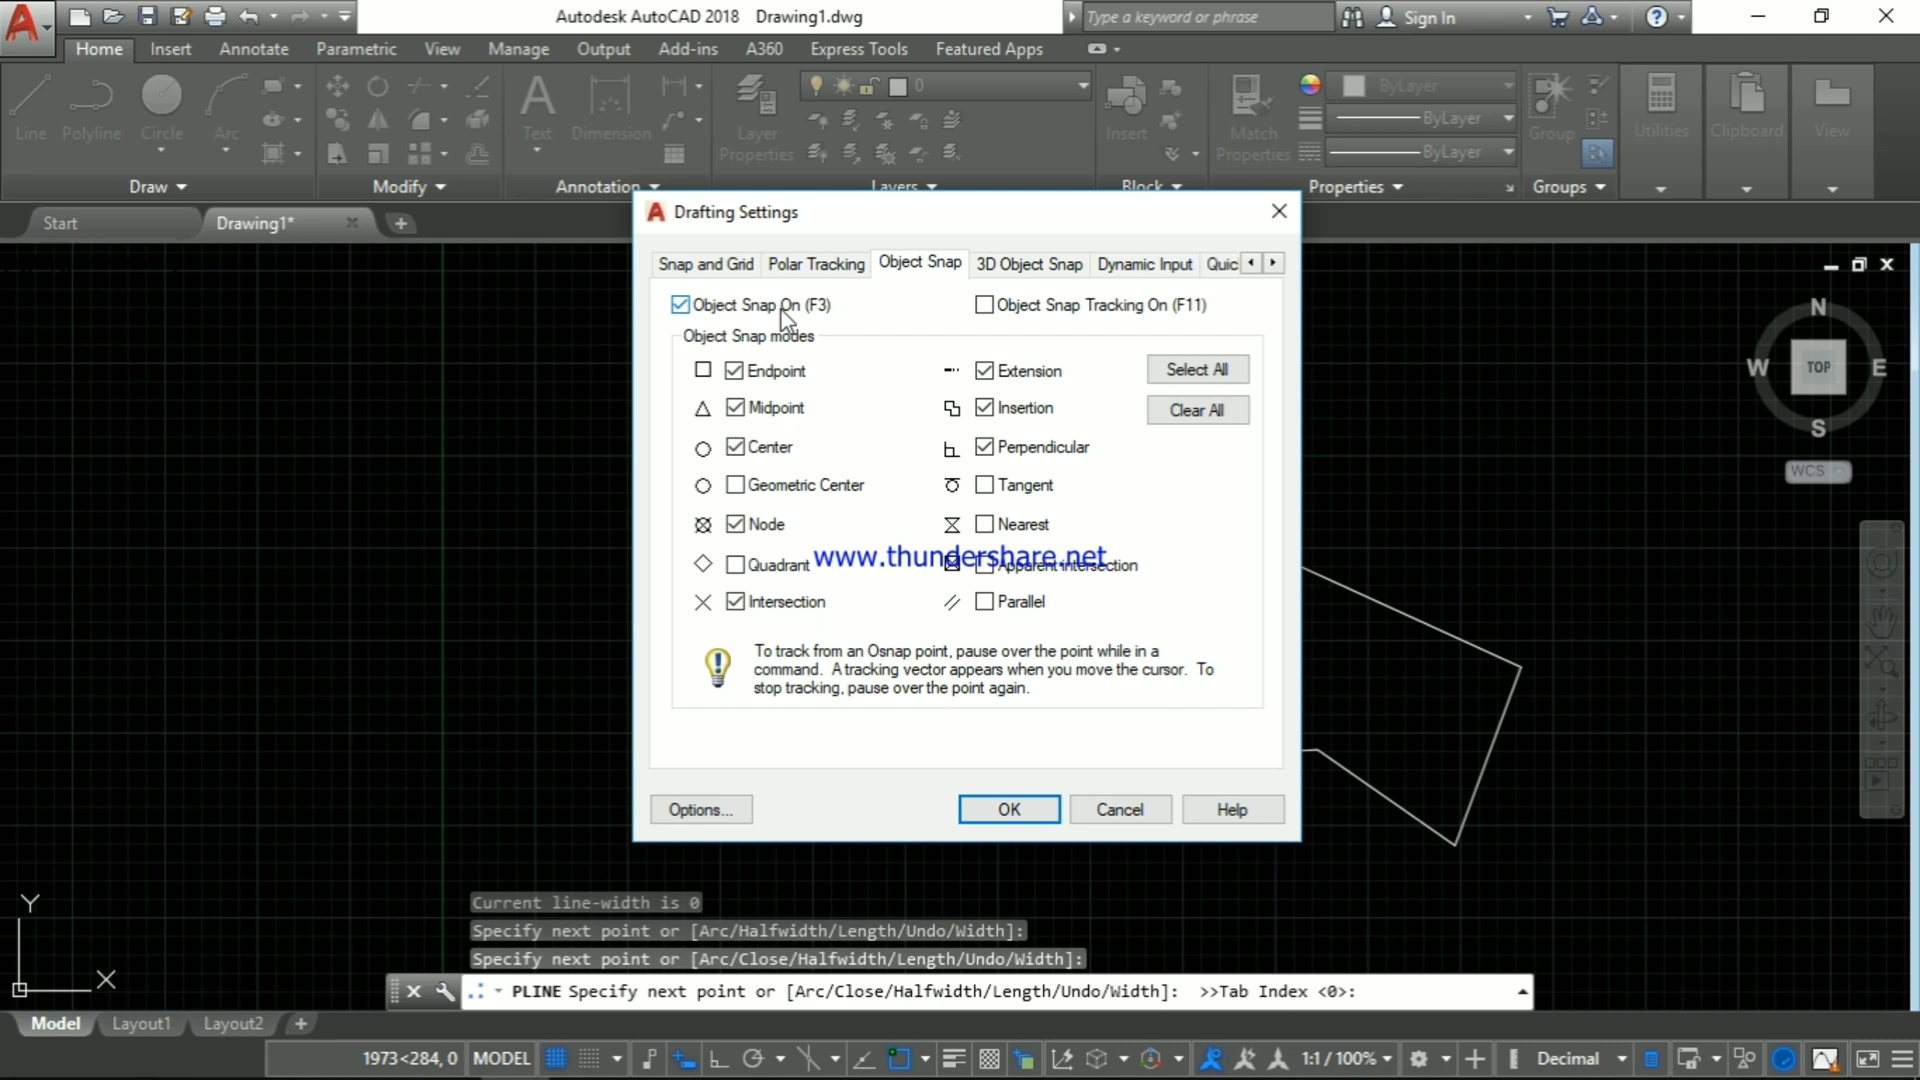 Autodesk AutoCAD 2018 Drawing1.dwg
Type a keyword or phrase
Sign In
Home Insert Annotate Parametric View Manage Output Add-ins A360 Express Tools Featured Apps
0
ByLayer
Line Polyline Circle Arc Text Dimension Layer Properties Insert Match Properties ByLayer Group Utilities Clipboard View
ByLayer
Draw Modify Annotation Layers Block Properties Groups
Start Drawing1*
Drafting Settings
Snap and Grid Polar Tracking Object Snap 3D Object Snap Dynamic Input Quic
Object Snap On (F3) Object Snap Tracking On (F11)
Object Snap modes
Endpoint Extension Select All
Midpoint Insertion Clear All
Center Perpendicular
Geometric Center Tangent
Node Nearest
Quadrant Apparent intersection
www.thundershare.net
Intersection Parallel
To track from an Osnap point, pause over the point while in a
command. A tracking vector appears when you move the cursor. To
stop tracking, pause over the point again.
Options... OK Cancel Help
N
W TOP E
S
WCS
Current line-width is 0
Specify next point or [Arc/Halfwidth/Length/Undo/Width]:
Specify next point or [Arc/Close/Halfwidth/Length/Undo/Width]:
PLINE Specify next point or [Arc/Close/Halfwidth/Length/Undo/Width]: >>Tab Index <0>:
Y
X
Model Layout1 Layout2
1973<284, 0 MODEL 1:1 / 100% Decimal